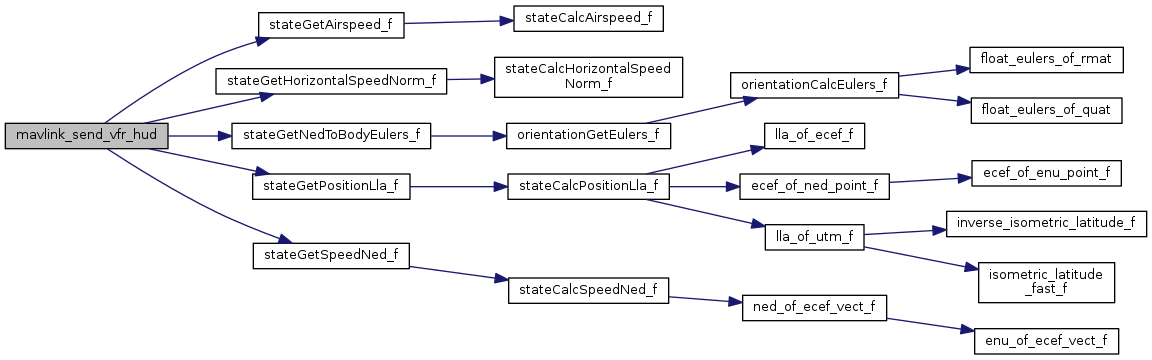 mavlink_send_vfr_hud
stateGetAirspeed_f
stateCalcAirspeed_f
stateGetHorizontalSpeedNorm_f
stateCalcHorizontalSpeed
Norm_f
stateGetNedToBodyEulers_f
orientationGetEulers_f
orientationCalcEulers_f
float_eulers_of_rmat
float_eulers_of_quat
stateGetPositionLla_f
stateCalcPositionLla_f
lla_of_ecef_f
ecef_of_ned_point_f
ecef_of_enu_point_f
lla_of_utm_f
inverse_isometric_latitude_f
isometric_latitude
_fast_f
stateGetSpeedNed_f
stateCalcSpeedNed_f
ned_of_ecef_vect_f
enu_of_ecef_vect_f